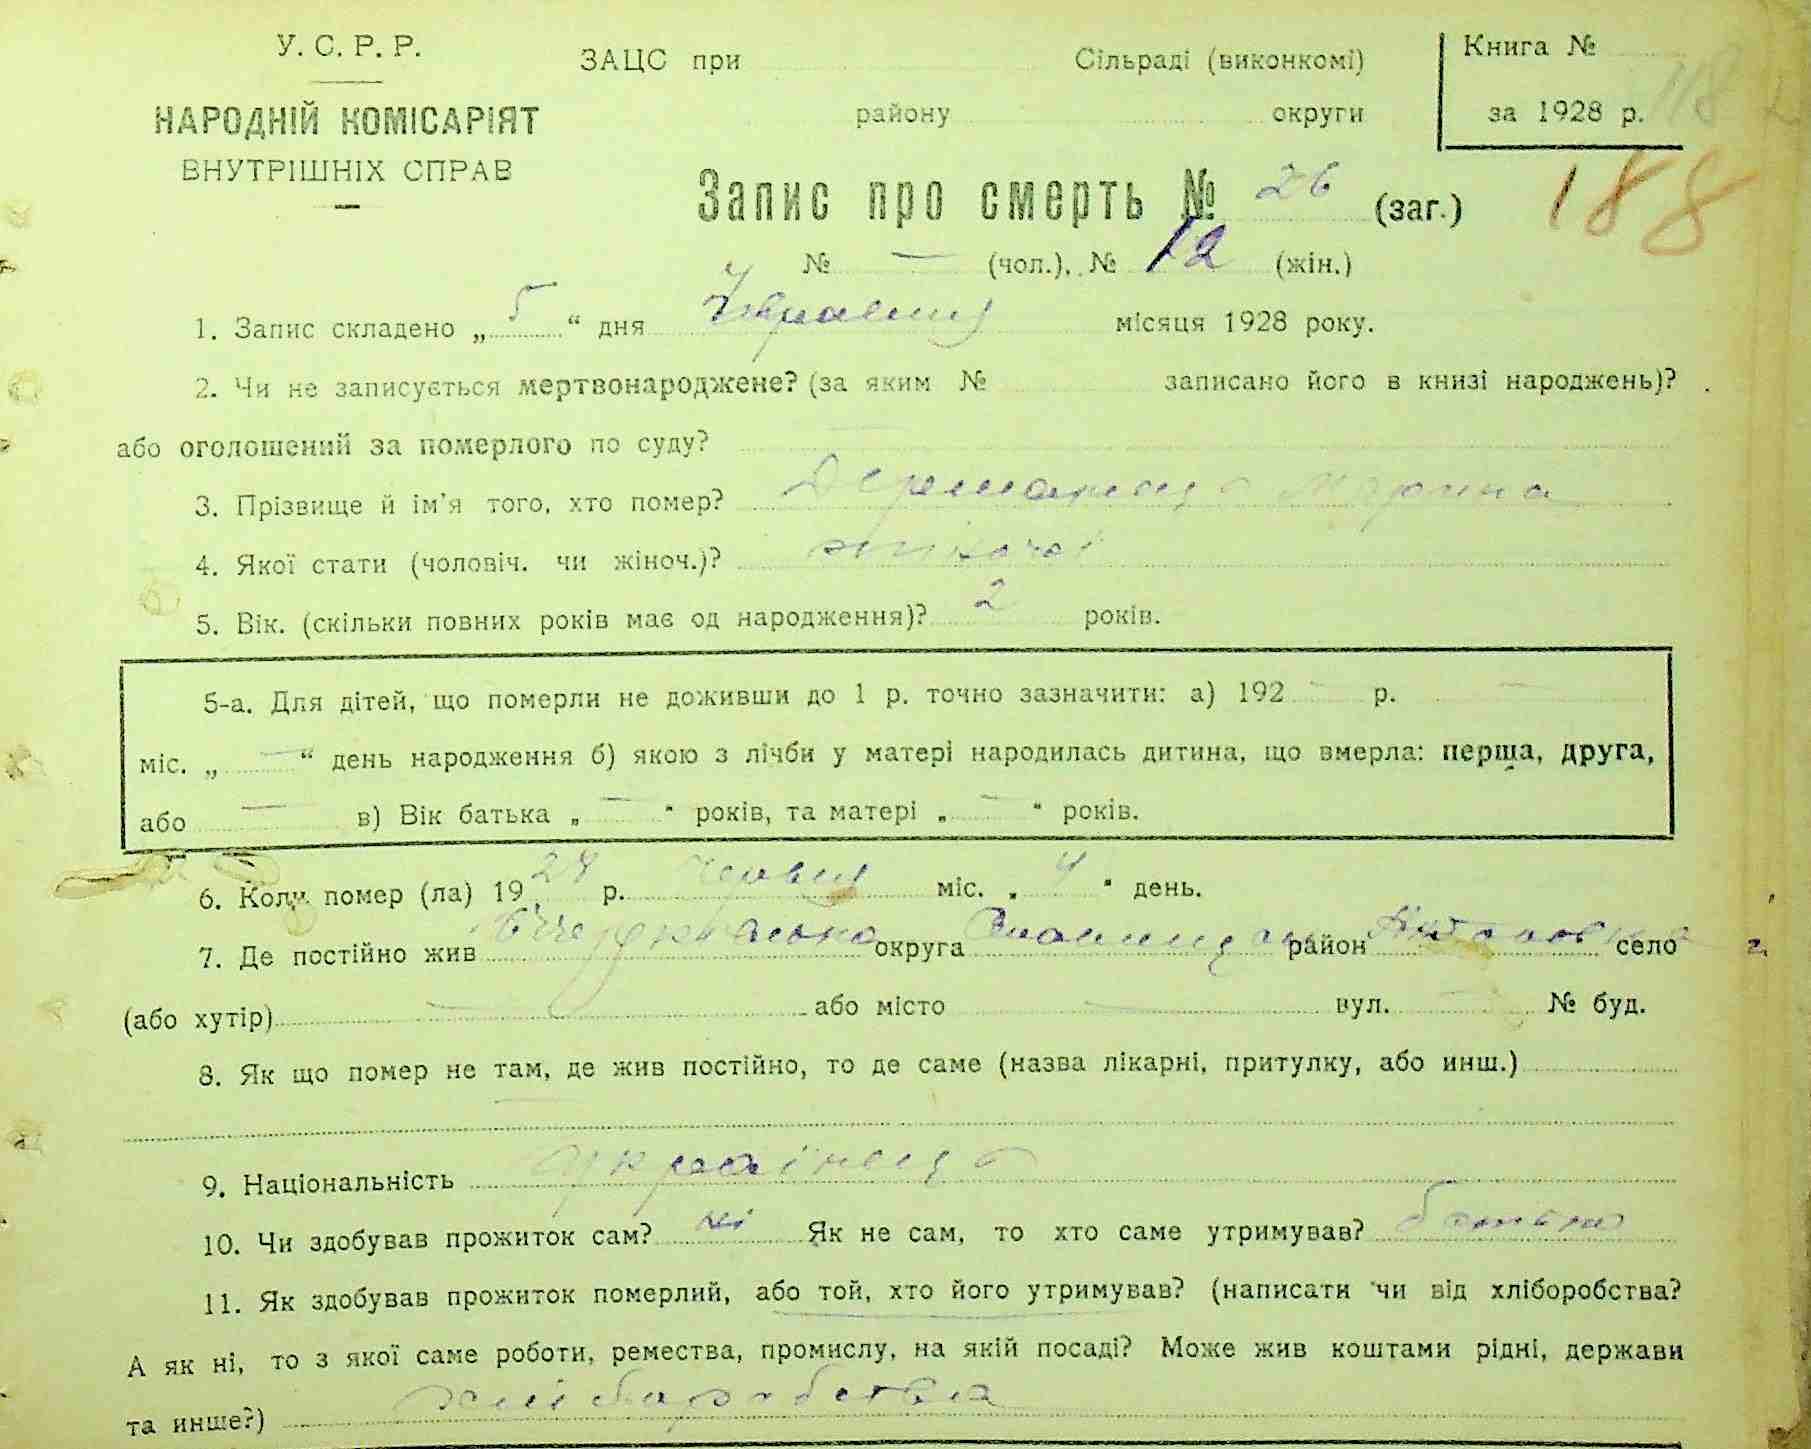 У. С. Р. Р.
НАРОДНІЙ КОМІСАРІЯТ
ВНУТРІШНІХ СПРАВ
ЗАЦС при Сільраді (виконкомі)
району округи
Книга №
за 1928 р. 118
188
Запис про смерть № 26 (заг.)
№ — (чол.), № 12 (жін.)
1. Запис складено „ 5 “ дня Червня місяця 1928 року.
2. Чи не записується мертвонароджене? (за яким № записано його в книзі народжень)?
або оголошений за померлого по суду?
3. Прізвище й ім’я того, хто помер? Марина
4. Якої стати (чоловіч. чи жіноч.)? жіночої
5. Вік. (скільки повних років має од народження)? 2 років.
5-а. Для дітей, що померли не доживши до 1 р. точно зазначити: а) 192 — р. —
міс. „ — “ день народження б) якою з лічби у матері народилась дитина, що вмерла: перша, друга,
або — в) Вік батька „ — “ років, та матері „ — “ років.
6. Коли помер (ла) 1928 р. Червня міс. „ 4 “ день.
7. Де постійно жив округа район село
(або хутір) — або місто — вул. — № буд.
8. Як що помер не там, де жив постійно, то де саме (назва лікарні, притулку, або инш.)
—
9. Національність українець
10. Чи здобував прожиток сам? ні Як не сам, то хто саме утримував? батько
11. Як здобував прожиток померлий, або той, хто його утримував? (написати чи від хліборобства?
А як ні, то з якої саме роботи, ремества, промислу, на якій посаді? Може жив коштами рідні, держави
та инше?) хліборобства